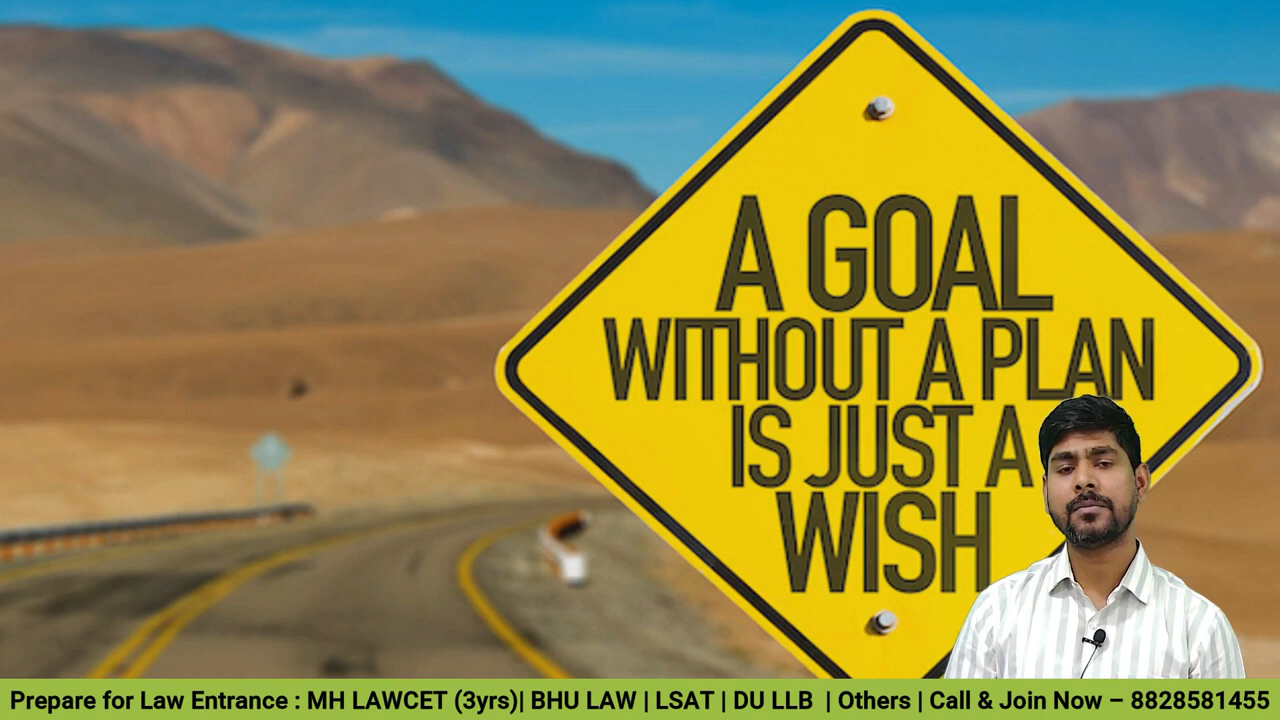 A GOAL
WITHOUT A PLAN
IS JUST A
WISH
Prepare for Law Entrance : MH LAWCET (3yrs)| BHU LAW | LSAT | DU LLB | Others | Call & Join Now – 8828581455